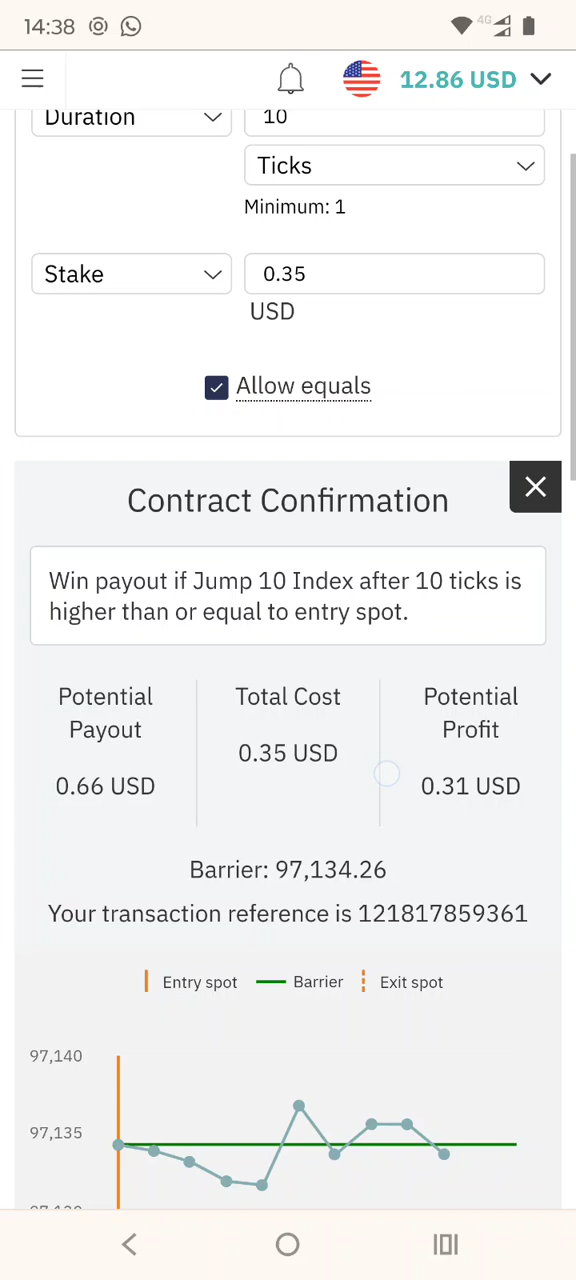 14:38
4G
12.86 USD
Duration
10
Ticks
Minimum: 1
Stake
0.35
USD
Allow equals
Contract Confirmation
Win payout if Jump 10 Index after 10 ticks is
higher than or equal to entry spot.
Potential
Payout
0.66 USD
Total Cost
0.35 USD
Potential
Profit
0.31 USD
Barrier: 97,134.26
Your transaction reference is 121817859361
Entry spot
Barrier
Exit spot
97,140
97,135